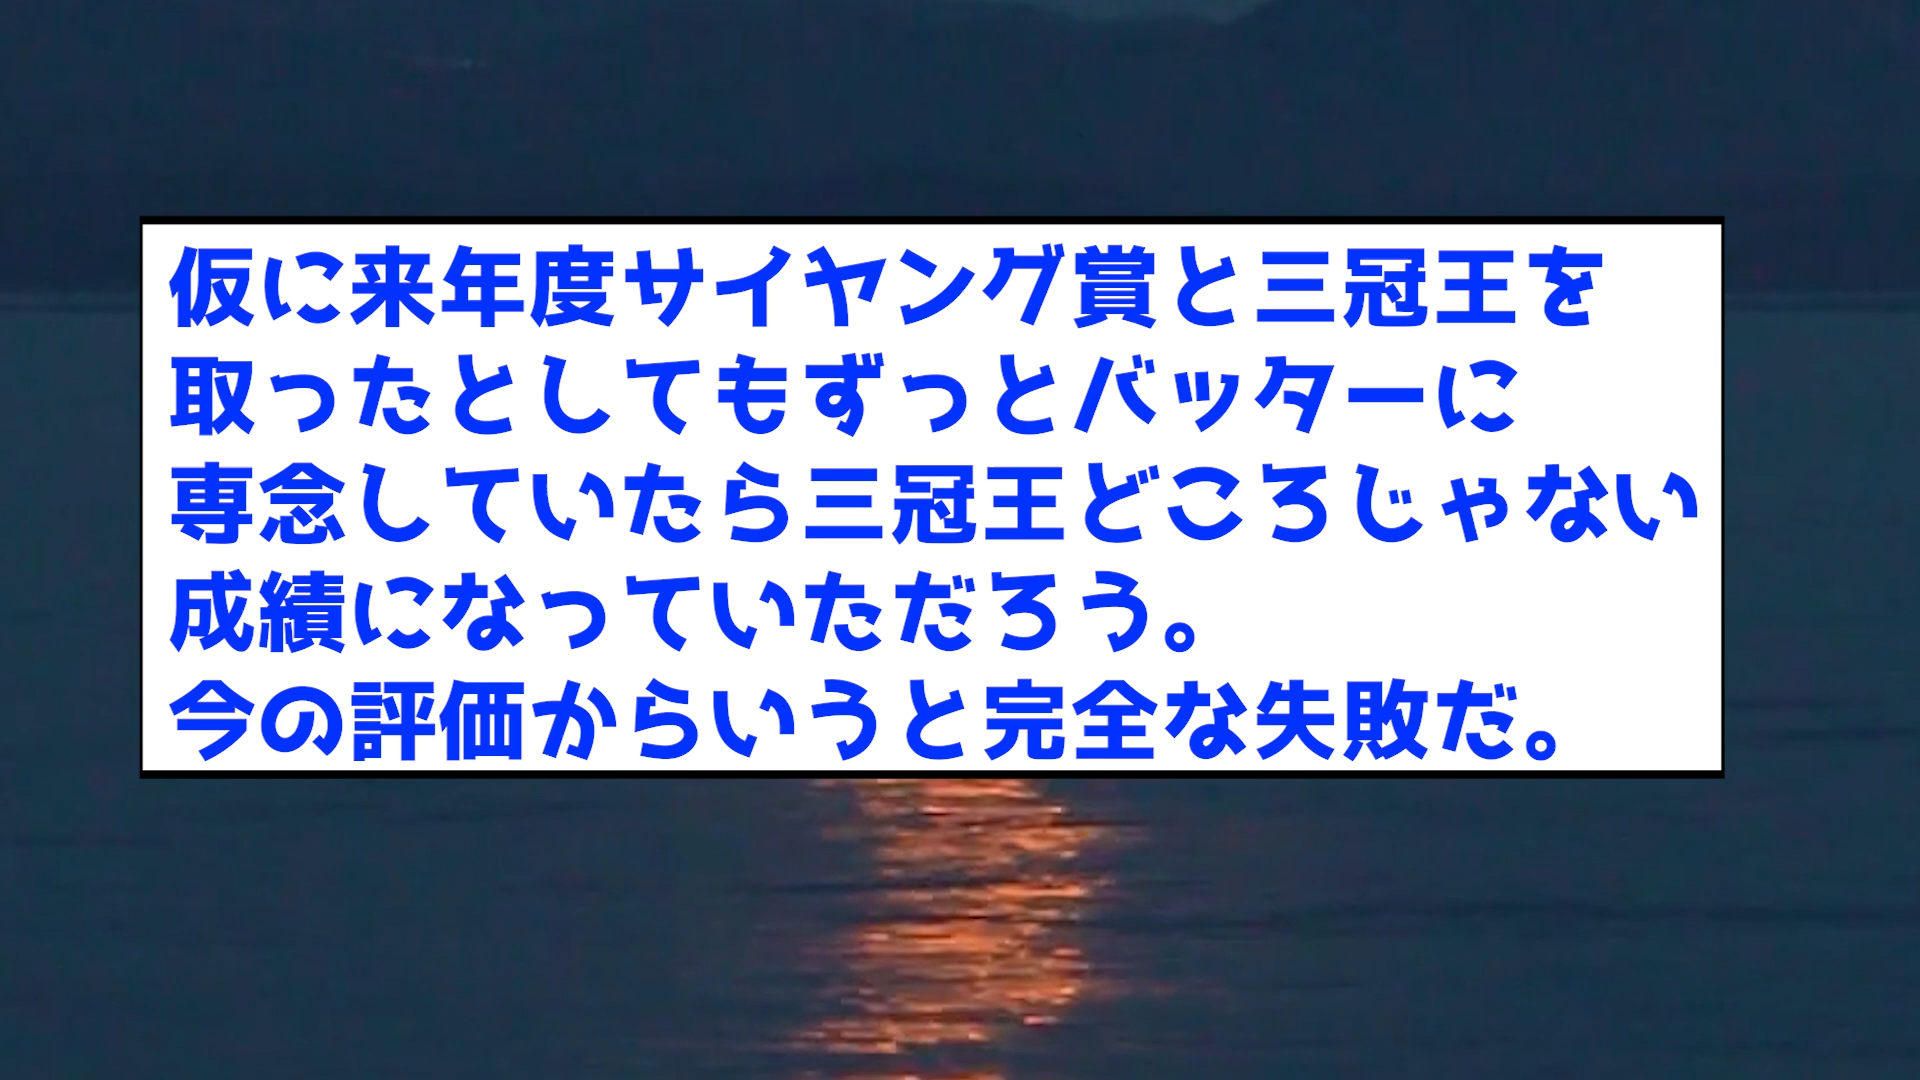 仮に来年度サイヤング賞と三冠王を
取ったとしてもずっとバッターに
専念していたら三冠王どころじゃない
成績になっていただろう。
今の評価からいうと完全な失敗だ。